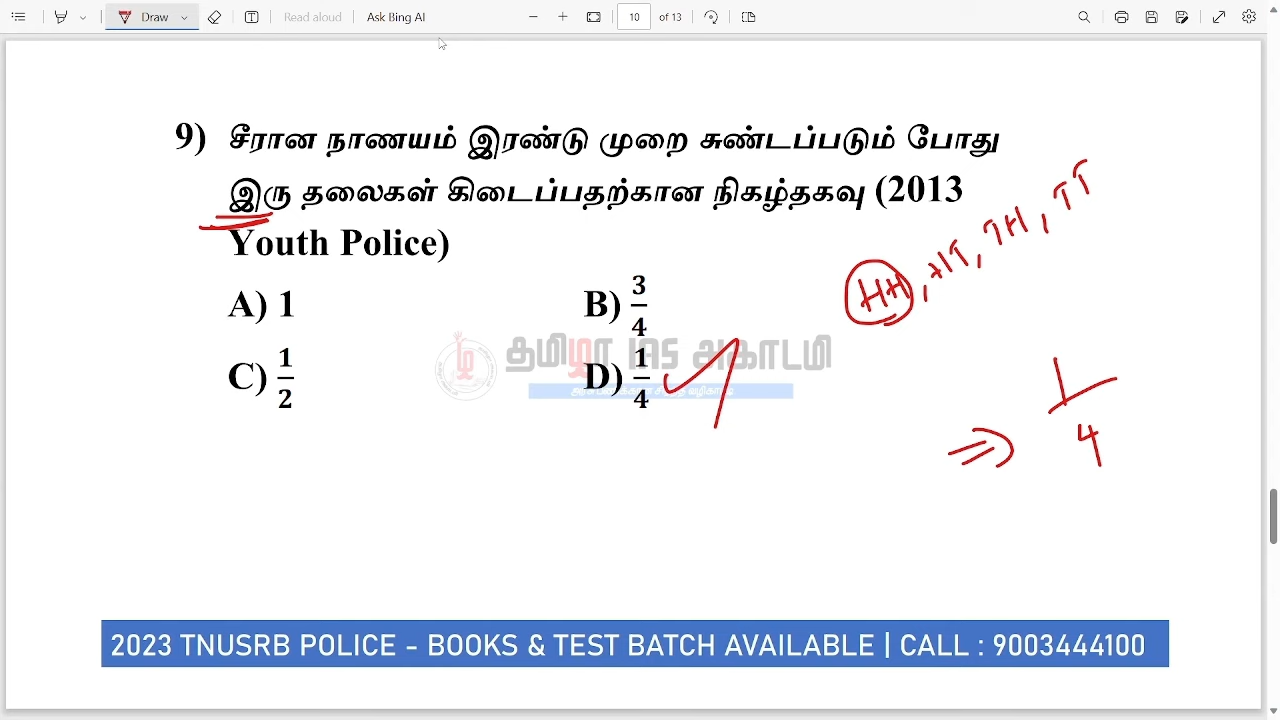 Draw
Read aloud
Ask Bing AI
10 of 13
9) சீரான நாணயம் இரண்டு முறை சுண்டப்படும் போது
இரு தலைகள் கிடைப்பதற்கான நிகழ்தகவு (2013
Youth Police)
HH, HT, TH, TT
A) 1 B) 3/4
தமிழா IAS அகாடமி
C) 1/2 D) 1/4
⇒ 1/4
2023 TNUSRB POLICE - BOOKS & TEST BATCH AVAILABLE | CALL : 9003444100